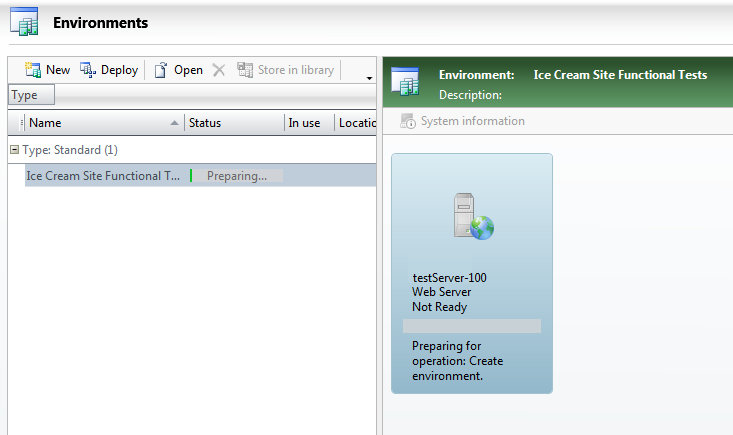 Environments
New Deploy Open Store in library
Type
Name Status In use Locatio
Type: Standard (1)
Ice Cream Site Functional T... Preparing...
Environment: Ice Cream Site Functional Tests
Description:
System information
testServer-100
Web Server
Not Ready
Preparing for
operation: Create
environment.